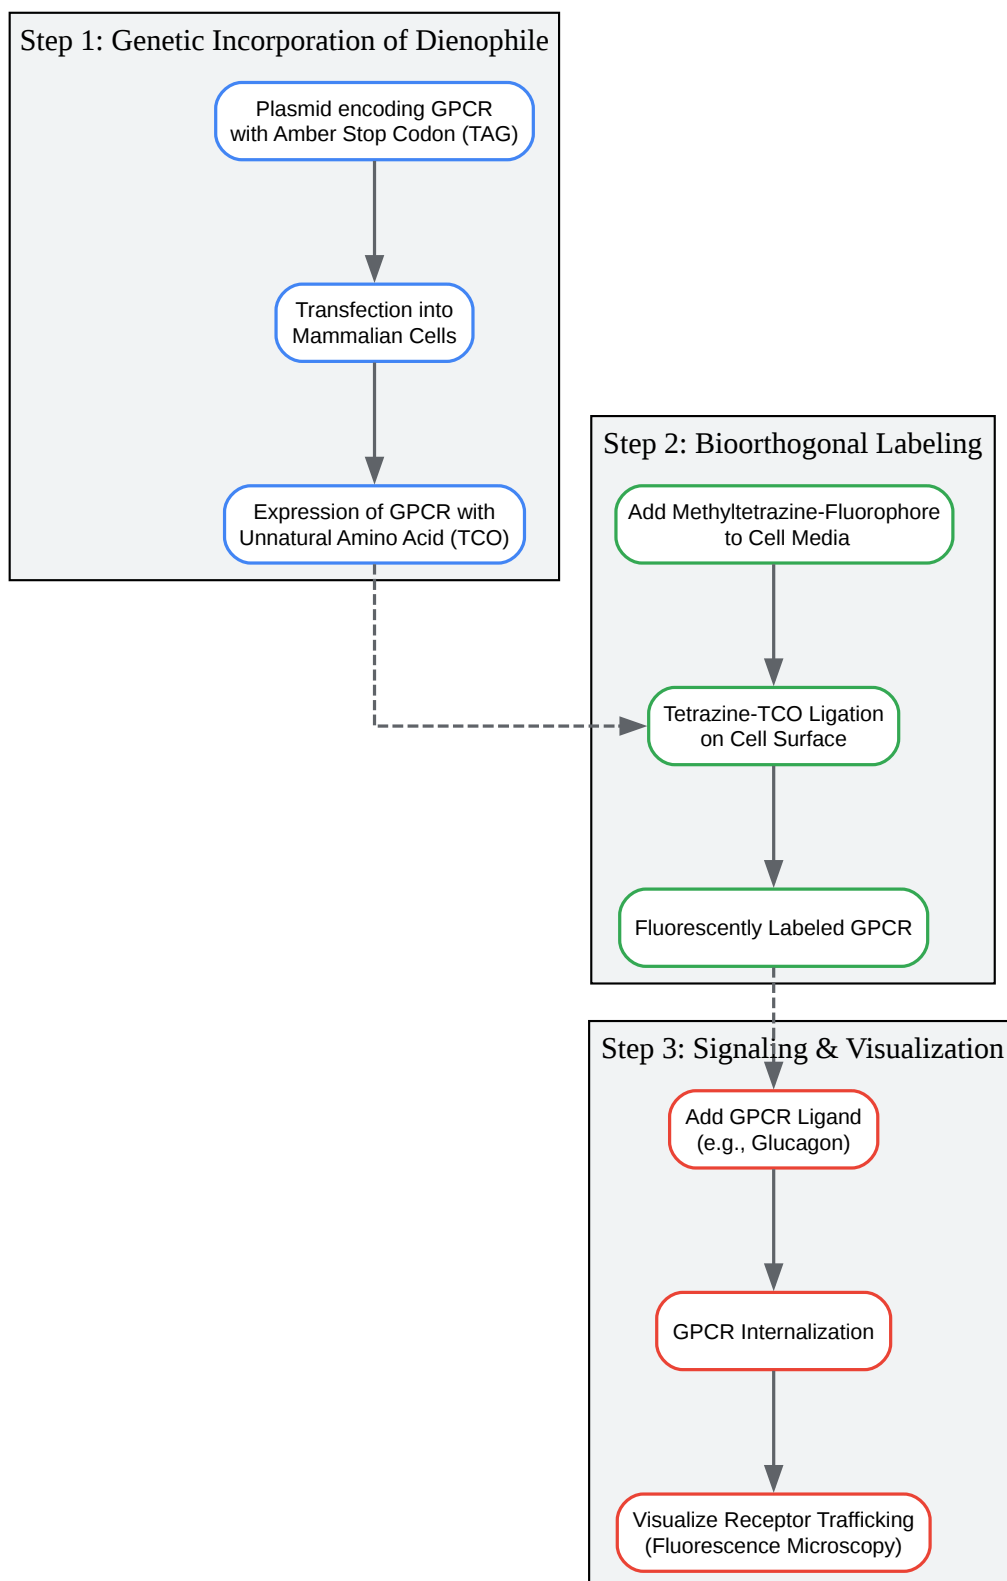 Step 1: Genetic Incorporation of Dienophile
Plasmid encoding GPCR
with Amber Stop Codon (TAG)
Transfection into
Mammalian Cells
Expression of GPCR with
Unnatural Amino Acid (TCO)
Step 2: Bioorthogonal Labeling
Add Methyltetrazine-Fluorophore
to Cell Media
Tetrazine-TCO Ligation
on Cell Surface
Fluorescently Labeled GPCR
Step 3: Signaling & Visualization
Add GPCR Ligand
(e.g., Glucagon)
GPCR Internalization
Visualize Receptor Trafficking
(Fluorescence Microscopy)